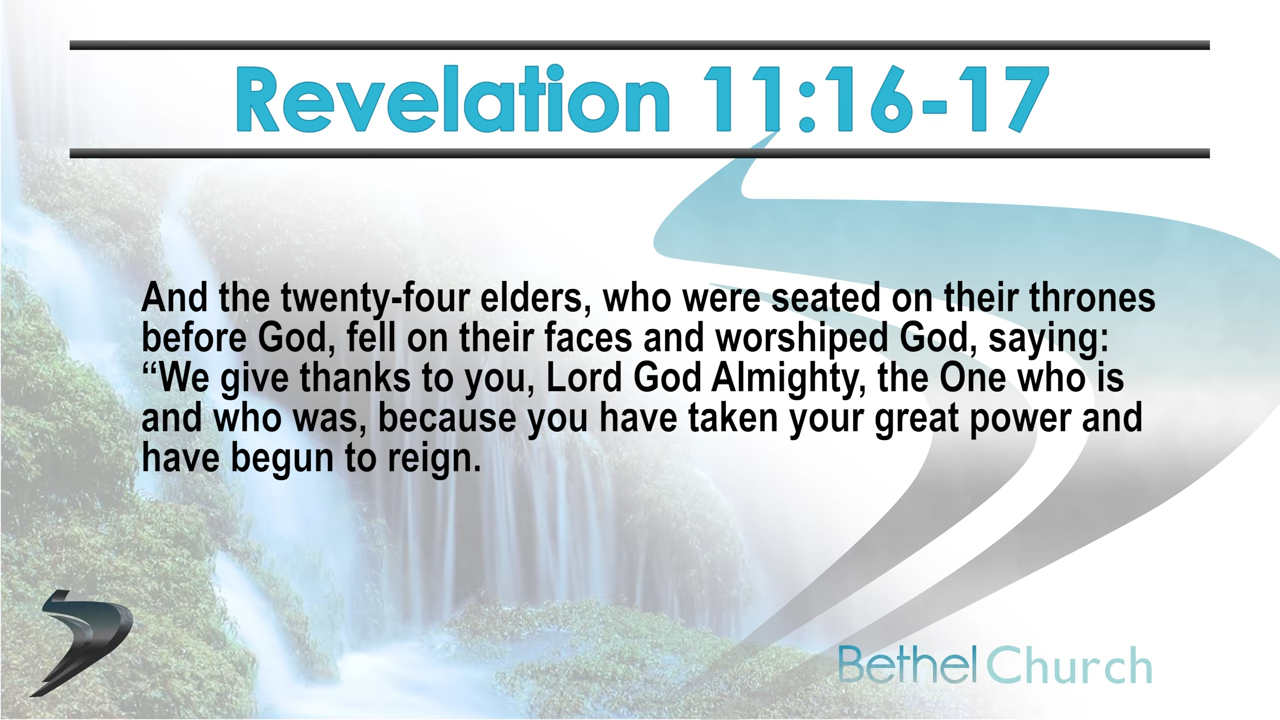 Revelation 11:16-17
And the twenty-four elders, who were seated on their thrones
before God, fell on their faces and worshiped God, saying:
“We give thanks to you, Lord God Almighty, the One who is
and who was, because you have taken your great power and
have begun to reign.
Bethel Church